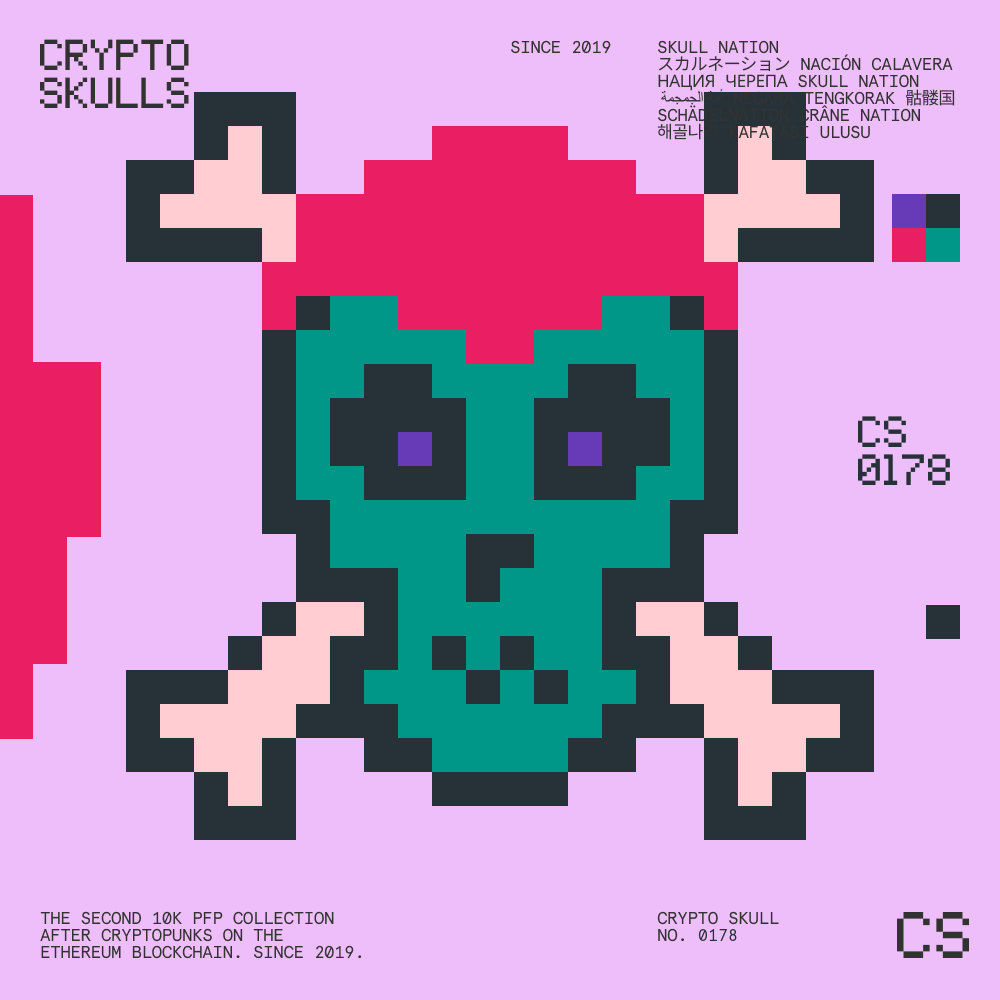 CRYPTO
SKULLS
SINCE 2019
SKULL NATION
スカルネーション NACIÓN CALAVERA
НАЦИЯ ЧЕРЕПА SKULL NATION
الجمجمة TENGKORAK 骷髅国
CRÂNE NATION
해골나 ULUSU
CS
0178
THE SECOND 10K PFP COLLECTION
AFTER CRYPTOPUNKS ON THE
ETHEREUM BLOCKCHAIN. SINCE 2019.
CRYPTO SKULL
NO. 0178
CS